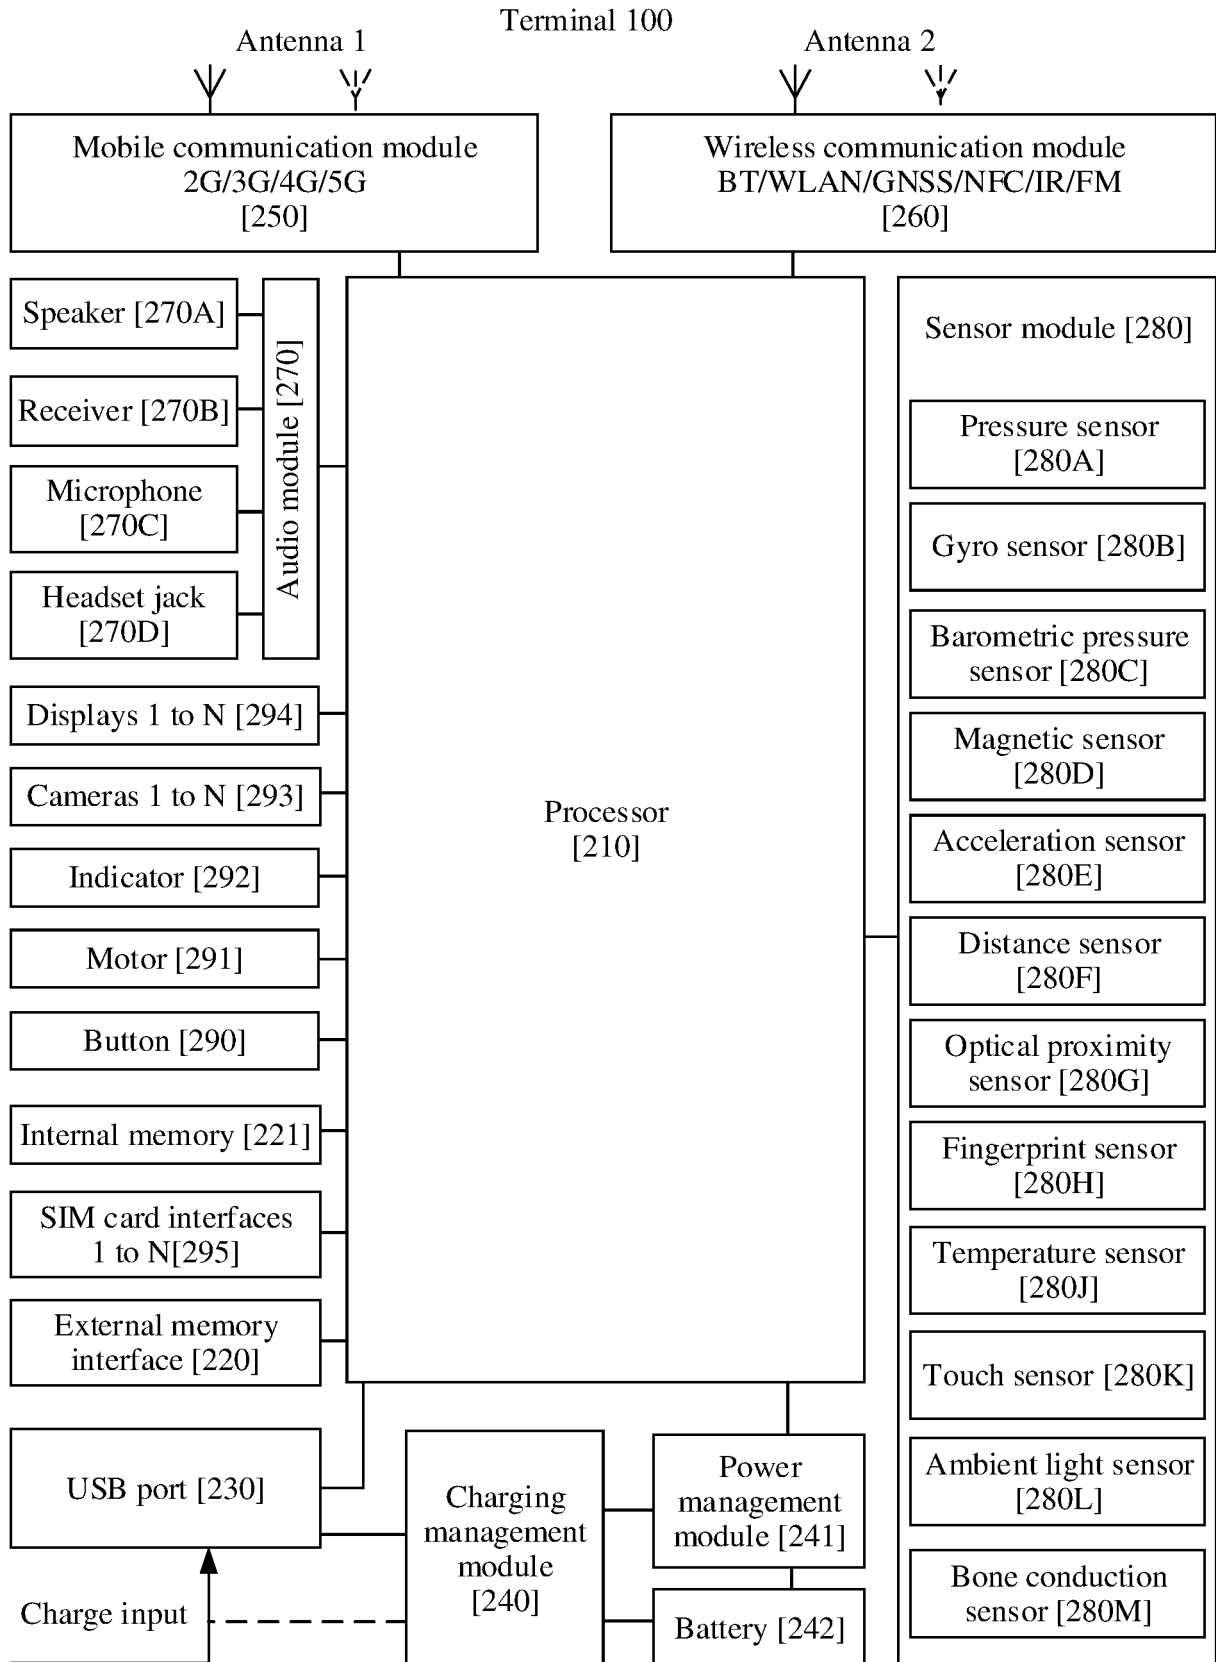 Terminal 100
Antenna 1
Antenna 2
Mobile communication module
2G/3G/4G/5G
[250]
Wireless communication module
BT/WLAN/GNSS/NFC/IR/FM
[260]
Speaker [270A]
Receiver [270B]
Microphone
[270C]
Headset jack
[270D]
Audio module [270]
Displays 1 to N [294]
Cameras 1 to N [293]
Indicator [292]
Motor [291]
Button [290]
Internal memory [221]
SIM card interfaces
1 to N[295]
External memory
interface [220]
USB port [230]
Charge input
Processor
[210]
Charging
management
module
[240]
Power
management
module [241]
Battery [242]
Sensor module [280]
Pressure sensor
[280A]
Gyro sensor [280B]
Barometric pressure
sensor [280C]
Magnetic sensor
[280D]
Acceleration sensor
[280E]
Distance sensor
[280F]
Optical proximity
sensor [280G]
Fingerprint sensor
[280H]
Temperature sensor
[280J]
Touch sensor [280K]
Ambient light sensor
[280L]
Bone conduction
sensor [280M]